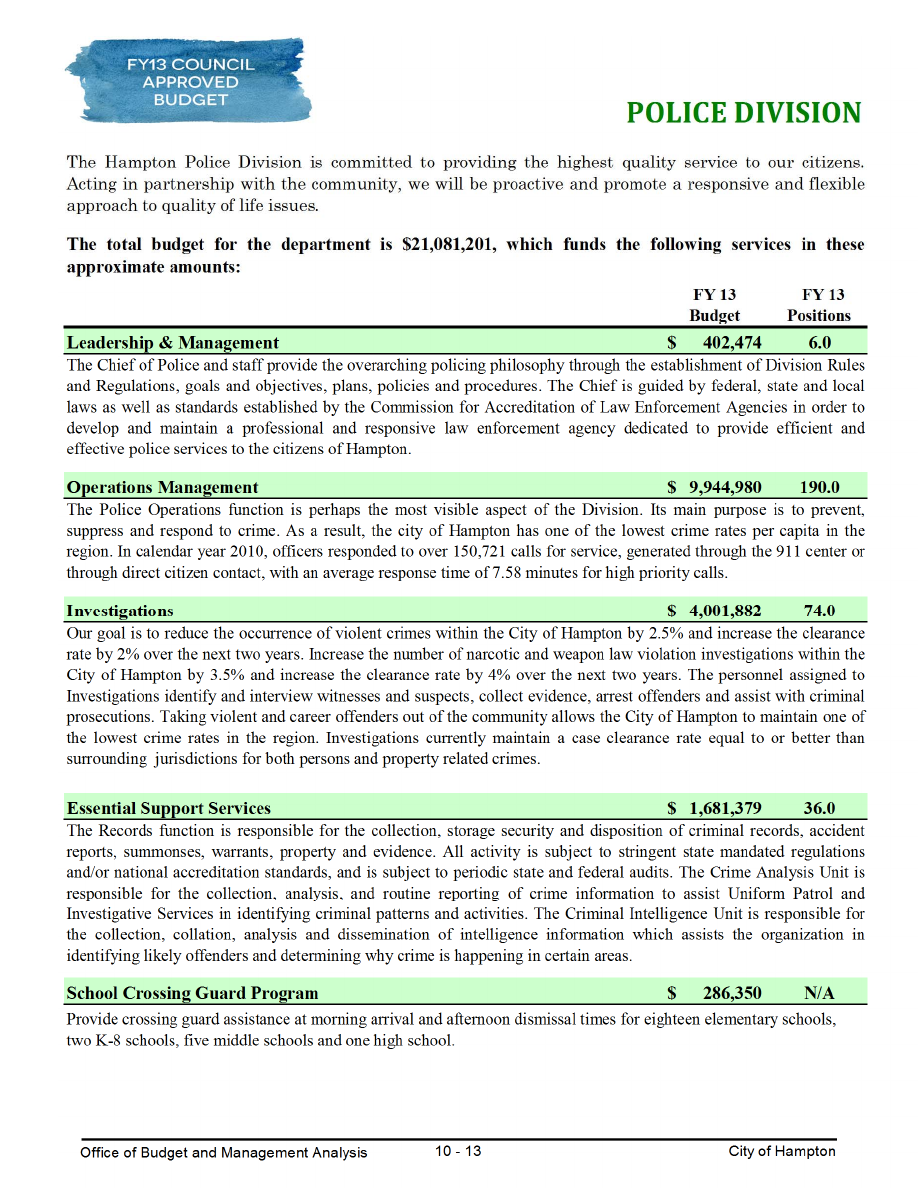 FY13 COUNCIL
APPROVED
BUDGET
POLICE DIVISION
The Hampton Police Division is committed to providing the highest quality service to our citizens.
Acting in partnership with the community, we will be proactive and promote a responsive and flexible
approach to quality of life issues.
The total budget for the department is $21,081,201, which funds the following services in these
approximate amounts:
FY 13 FY 13
Budget Positions
Leadership & Management $ 402,474 6.0
The Chief of Police and staff provide the overarching policing philosophy through the establishment of Division Rules
and Regulations, goals and objectives, plans, policies and procedures. The Chief is guided by federal, state and local
laws as well as standards established by the Commission for Accreditation of Law Enforcement Agencies in order to
develop and maintain a professional and responsive law enforcement agency dedicated to provide efficient and
effective police services to the citizens of Hampton.
Operations Management $ 9,944,980 190.0
The Police Operations function is perhaps the most visible aspect of the Division. Its main purpose is to prevent,
suppress and respond to crime. As a result, the city of Hampton has one of the lowest crime rates per capita in the
region. In calendar year 2010, officers responded to over 150,721 calls for service, generated through the 911 center or
through direct citizen contact, with an average response time of 7.58 minutes for high priority calls.
Investigations $ 4,001,882 74.0
Our goal is to reduce the occurrence of violent crimes within the City of Hampton by 2.5% and increase the clearance
rate by 2% over the next two years. Increase the number of narcotic and weapon law violation investigations within the
City of Hampton by 3.5% and increase the clearance rate by 4% over the next two years. The personnel assigned to
Investigations identify and interview witnesses and suspects, collect evidence, arrest offenders and assist with criminal
prosecutions. Taking violent and career offenders out of the community allows the City of Hampton to maintain one of
the lowest crime rates in the region. Investigations currently maintain a case clearance rate equal to or better than
surrounding jurisdictions for both persons and property related crimes.
Essential Support Services $ 1,681,379 36.0
The Records function is responsible for the collection, storage security and disposition of criminal records, accident
reports, summonses, warrants, property and evidence. All activity is subject to stringent state mandated regulations
and/or national accreditation standards, and is subject to periodic state and federal audits. The Crime Analysis Unit is
responsible for the collection, analysis, and routine reporting of crime information to assist Uniform Patrol and
Investigative Services in identifying criminal patterns and activities. The Criminal Intelligence Unit is responsible for
the collection, collation, analysis and dissemination of intelligence information which assists the organization in
identifying likely offenders and determining why crime is happening in certain areas.
School Crossing Guard Program $ 286,350 N/A
Provide crossing guard assistance at morning arrival and afternoon dismissal times for eighteen elementary schools,
two K-8 schools, five middle schools and one high school.
Office of Budget and Management Analysis 10 - 13 City of Hampton